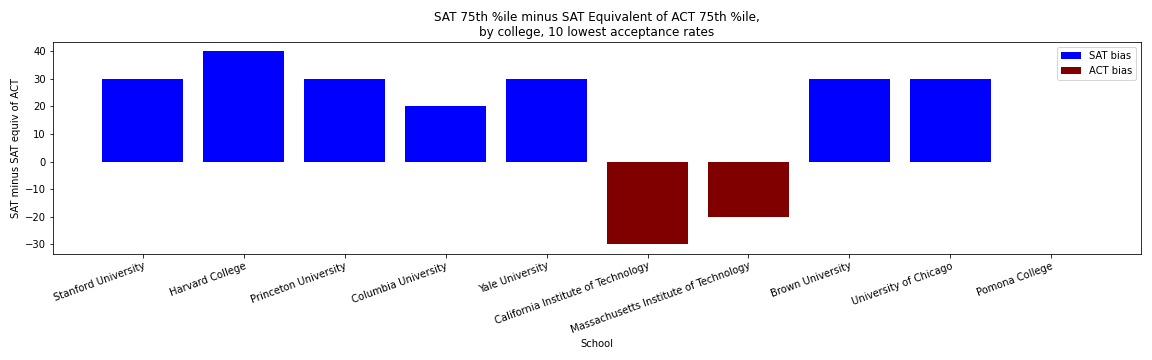 SAT 75th %ile minus SAT Equivalent of ACT 75th %ile,
by college, 10 lowest acceptance rates
SAT bias
ACT bias
SAT minus SAT equiv of ACT
40
30
20
10
0
−10
−20
−30
Stanford University
Harvard College
Princeton University
Columbia University
Yale University
California Institute of Technology
Massachusetts Institute of Technology
Brown University
University of Chicago
Pomona College
School